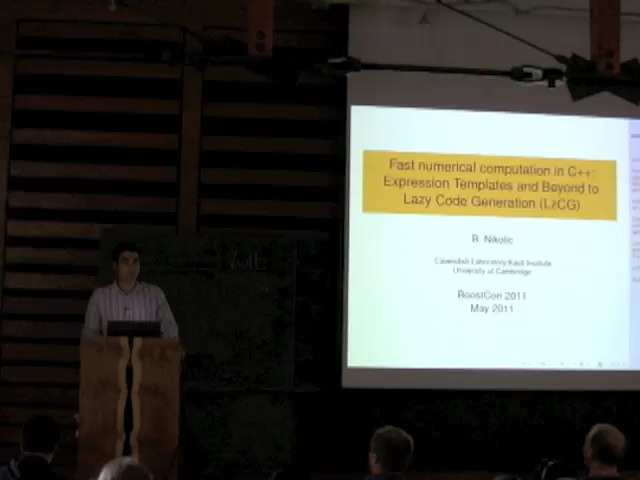 Fast numerical computation in C++:
Expression Templates and Beyond to
Lazy Code Generation (LzCG)
B. Nikolic
Cavendish Laboratory/Kavli Institute
University of Cambridge
BoostCon 2011
May 2011